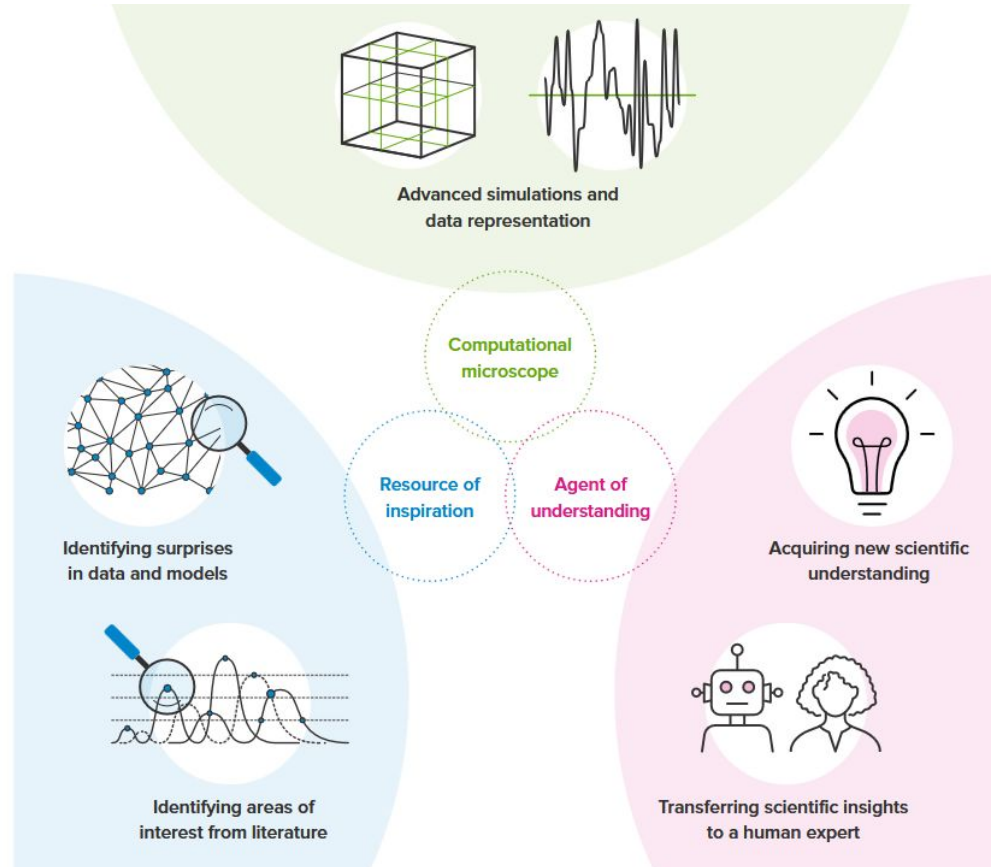 Advanced simulations and
data representation
Computational
microscope
Resource of
inspiration
Agent of
understanding
Identifying surprises
in data and models
Acquiring new scientific
understanding
Identifying areas of
interest from literature
Transferring scientific insights
to a human expert